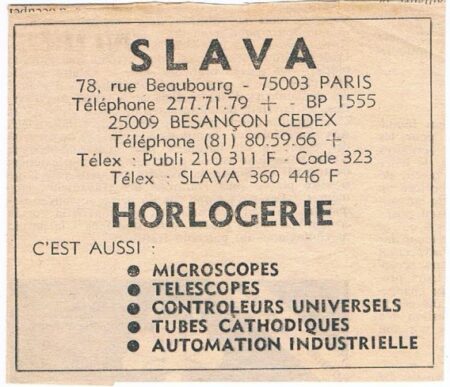 SLAVA
78, rue Beaubourg - 75003 PARIS
Téléphone 277.71.79 + - BP 1555
25009 BESANÇON CEDEX
Téléphone (81) 80.59.66 +
Télex : Publi 210 311 F - Code 323
Télex : SLAVA 360 446 F
HORLOGERIE
C'EST AUSSI :
● MICROSCOPES
● TELESCOPES
● CONTROLEURS UNIVERSELS
● TUBES CATHODIQUES
● AUTOMATION INDUSTRIELLE